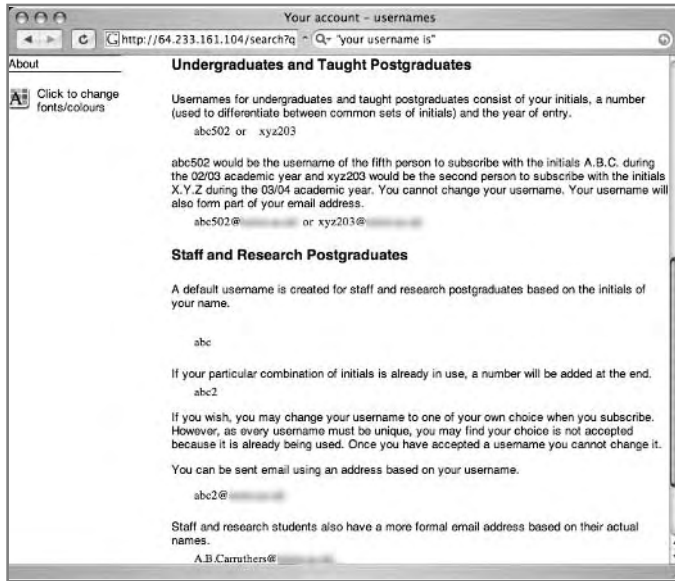 Your account – usernames
http://64.233.161.104/search?q
"your username is"
About
Click to change
fonts/colours
Undergraduates and Taught Postgraduates
Usernames for undergraduates and taught postgraduates consist of your initials, a number
(used to differentiate between common sets of initials) and the year of entry.
abc502 or xyz203
abc502 would be the username of the fifth person to subscribe with the initials A.B.C. during
the 02/03 academic year and xyz203 would be the second person to subscribe with the initials
X.Y.Z during the 03/04 academic year. You cannot change your username. Your username will
also form part of your email address.
abc502@ or xyz203@
Staff and Research Postgraduates
A default username is created for staff and research postgraduates based on the initials of
your name.
abc
If your particular combination of initials is already in use, a number will be added at the end.
abc2
If you wish, you may change your username to one of your own choice when you subscribe.
However, as every username must be unique, you may find your choice is not accepted
because it is already being used. Once you have accepted a username you cannot change it.
You can be sent email using an address based on your username.
abc2@
Staff and research students also have a more formal email address based on their actual
names.
A.B.Carruthers@